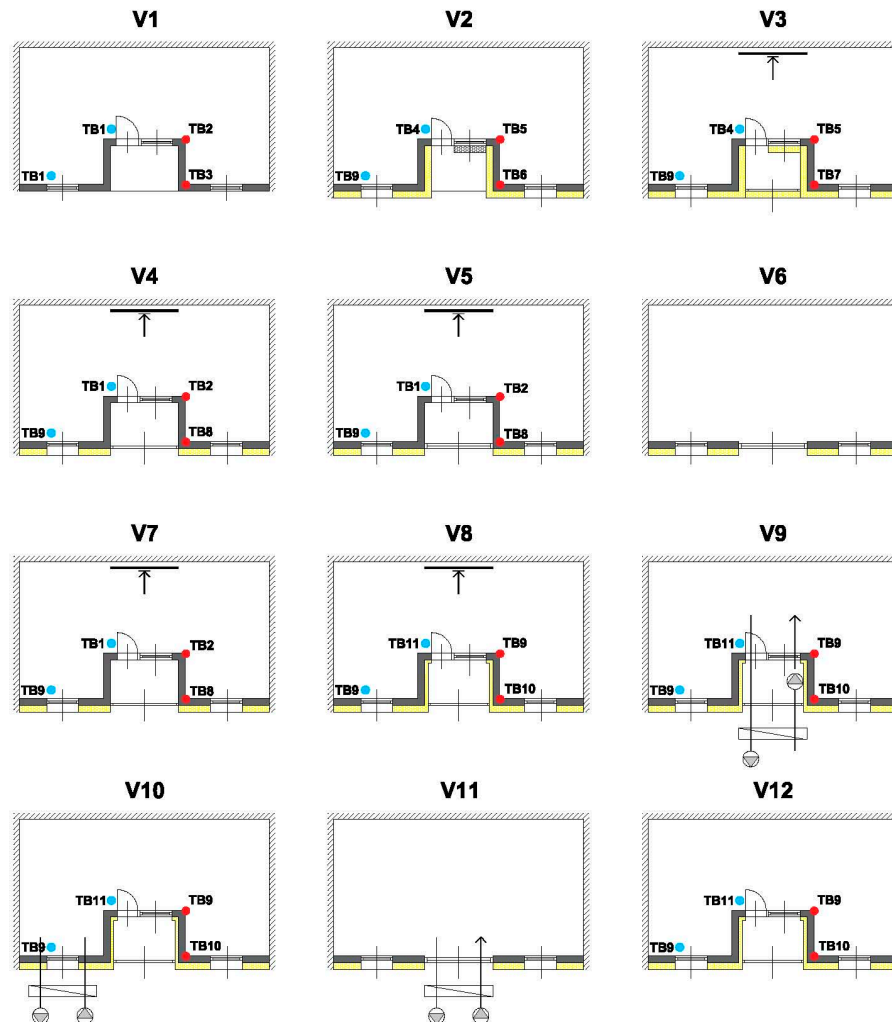 V1 V2 V3
TB1 TB2 TB4 TB5 TB4 TB5
TB1 TB3 TB9 TB6 TB9 TB7
V4 V5 V6
TB1 TB2 TB1 TB2
TB9 TB8 TB9 TB8
V7 V8 V9
TB1 TB2 TB11 TB9 TB11 TB9
TB9 TB8 TB9 TB10 TB9 TB10
V10 V11 V12
TB11 TB9 TB11 TB9
TB9 TB10 TB9 TB10